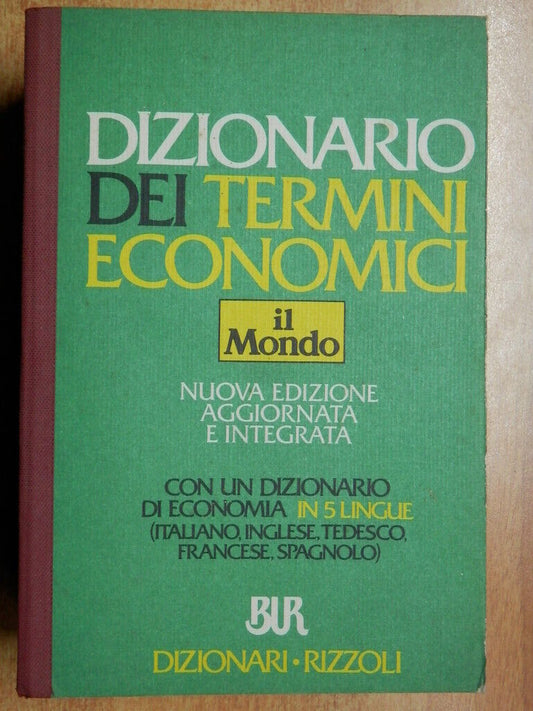 DIZIONARIO
DEI TERMINI
ECONOMICI
il
Mondo
NUOVA EDIZIONE
AGGIORNATA
E INTEGRATA
CON UN DIZIONARIO
DI ECONOMIA IN 5 LINGUE
(ITALIANO, INGLESE, TEDESCO,
FRANCESE, SPAGNOLO)
BUR
DIZIONARI • RIZZOLI